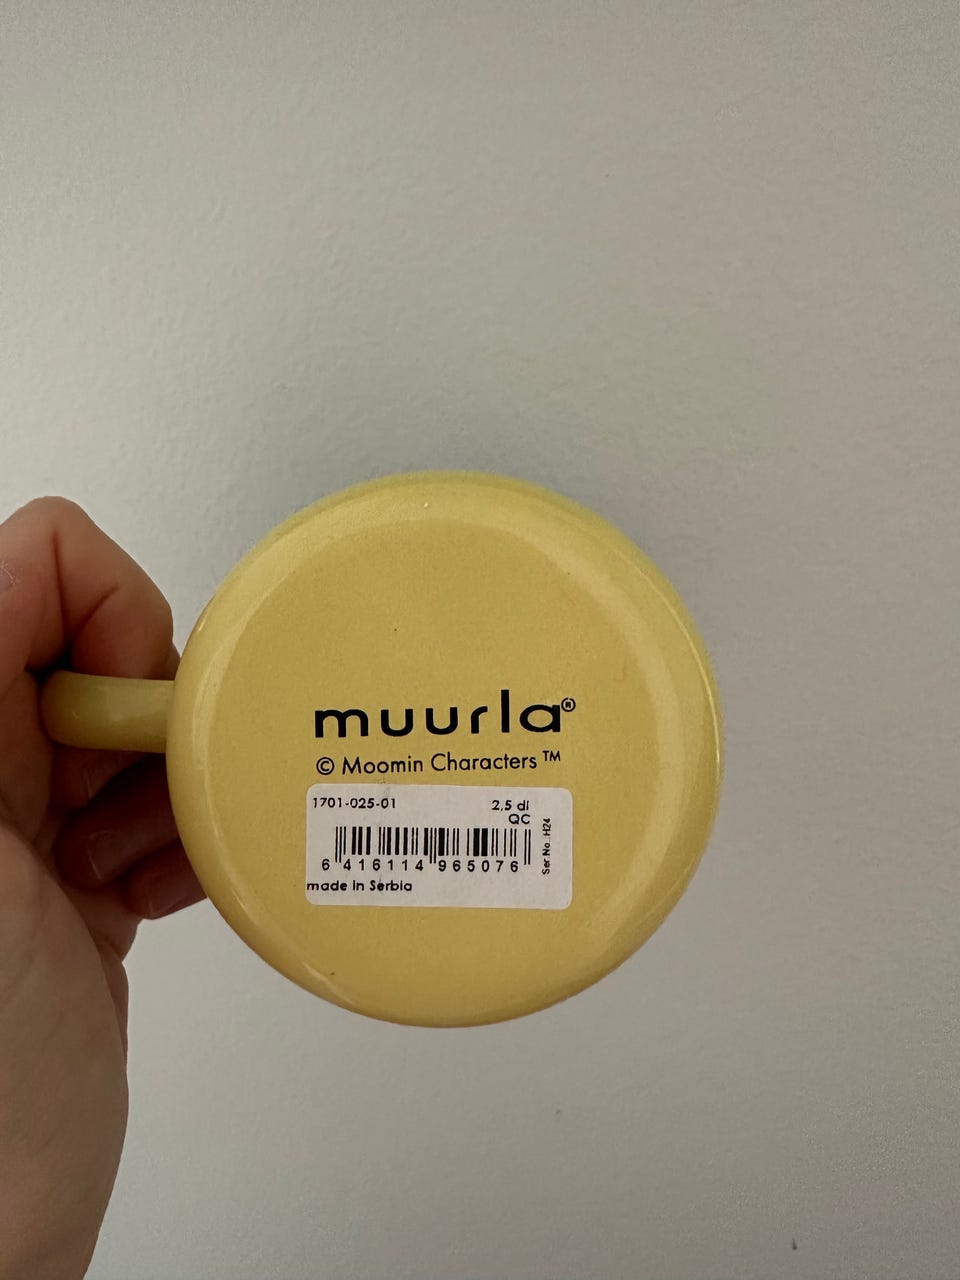 muurla®
© Moomin Characters ™
1701-025-01 2,5 dl
QC
Ser.No.:H24
6 416114 965076
made in Serbia